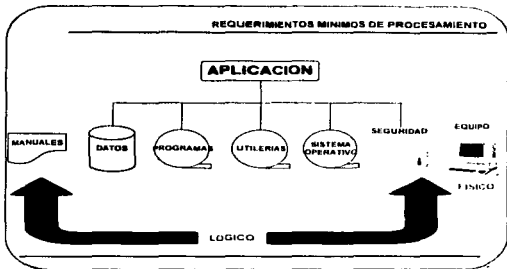 REQUERIMIENTOS MINIMOS DE PROCESAMIENTO
APLICACION
MANUALES
DATOS
PROGRAMAS
UTILERIAS
SISTEMA
OPERATIVO
SEGURIDAD
EQUIPO
FISICO
LOGICO